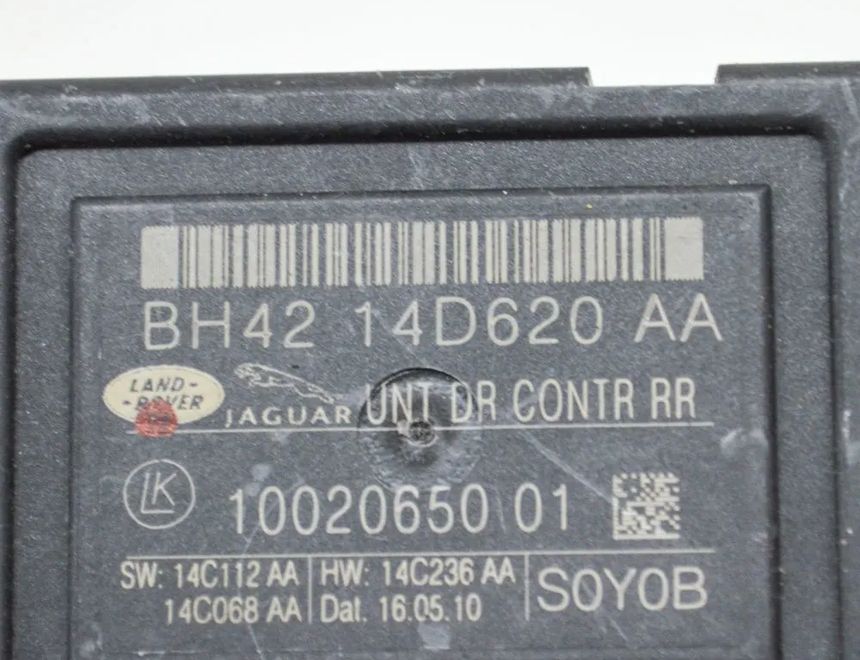 BH42 14D620 AA
LAND-
-ROVER
JAGUAR UNT DR CONTR RR
LK 10020650 01
SW: 14C112 AA HW: 14C236 AA S0Y0B
14C068 AA Dat. 16.05.10